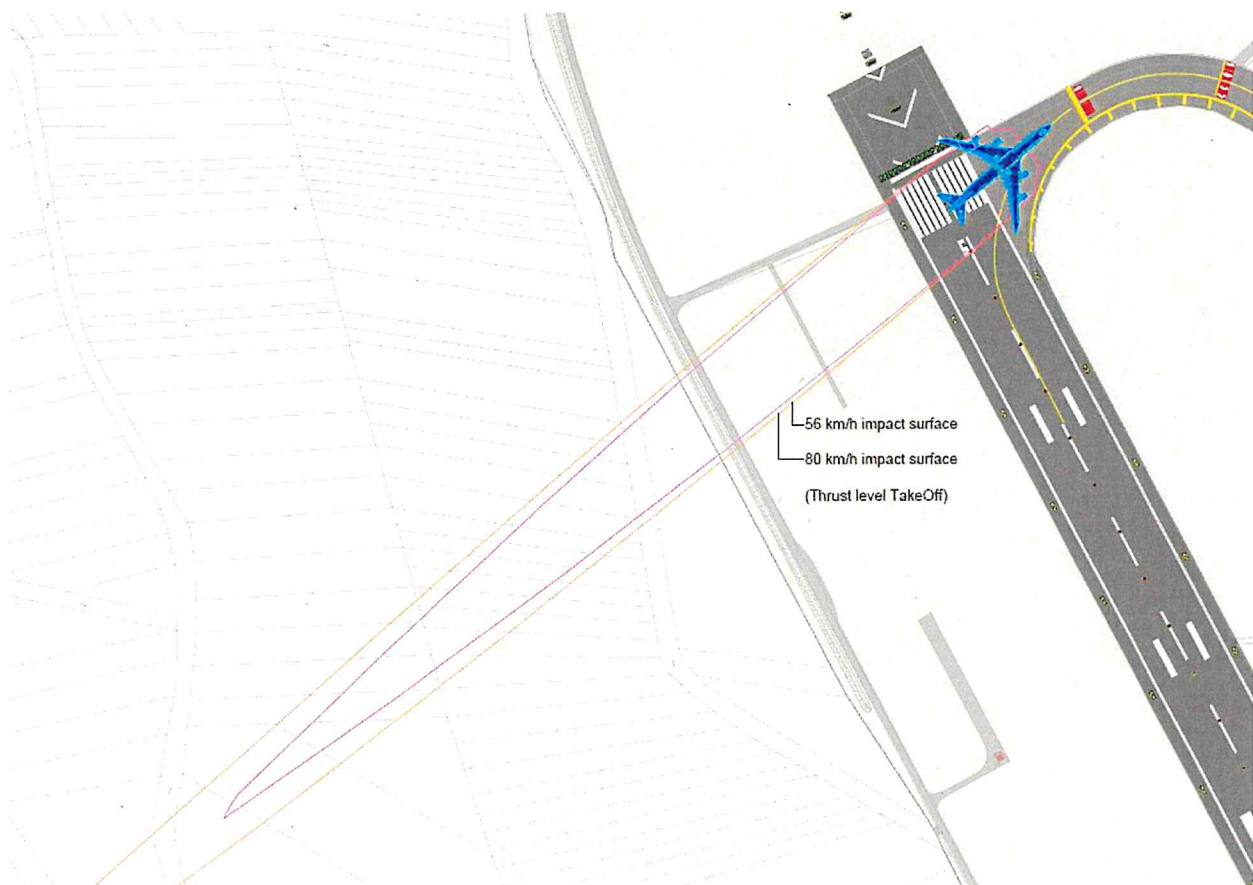 56 km/h impact surface
80 km/h impact surface
(Thrust level TakeOff)